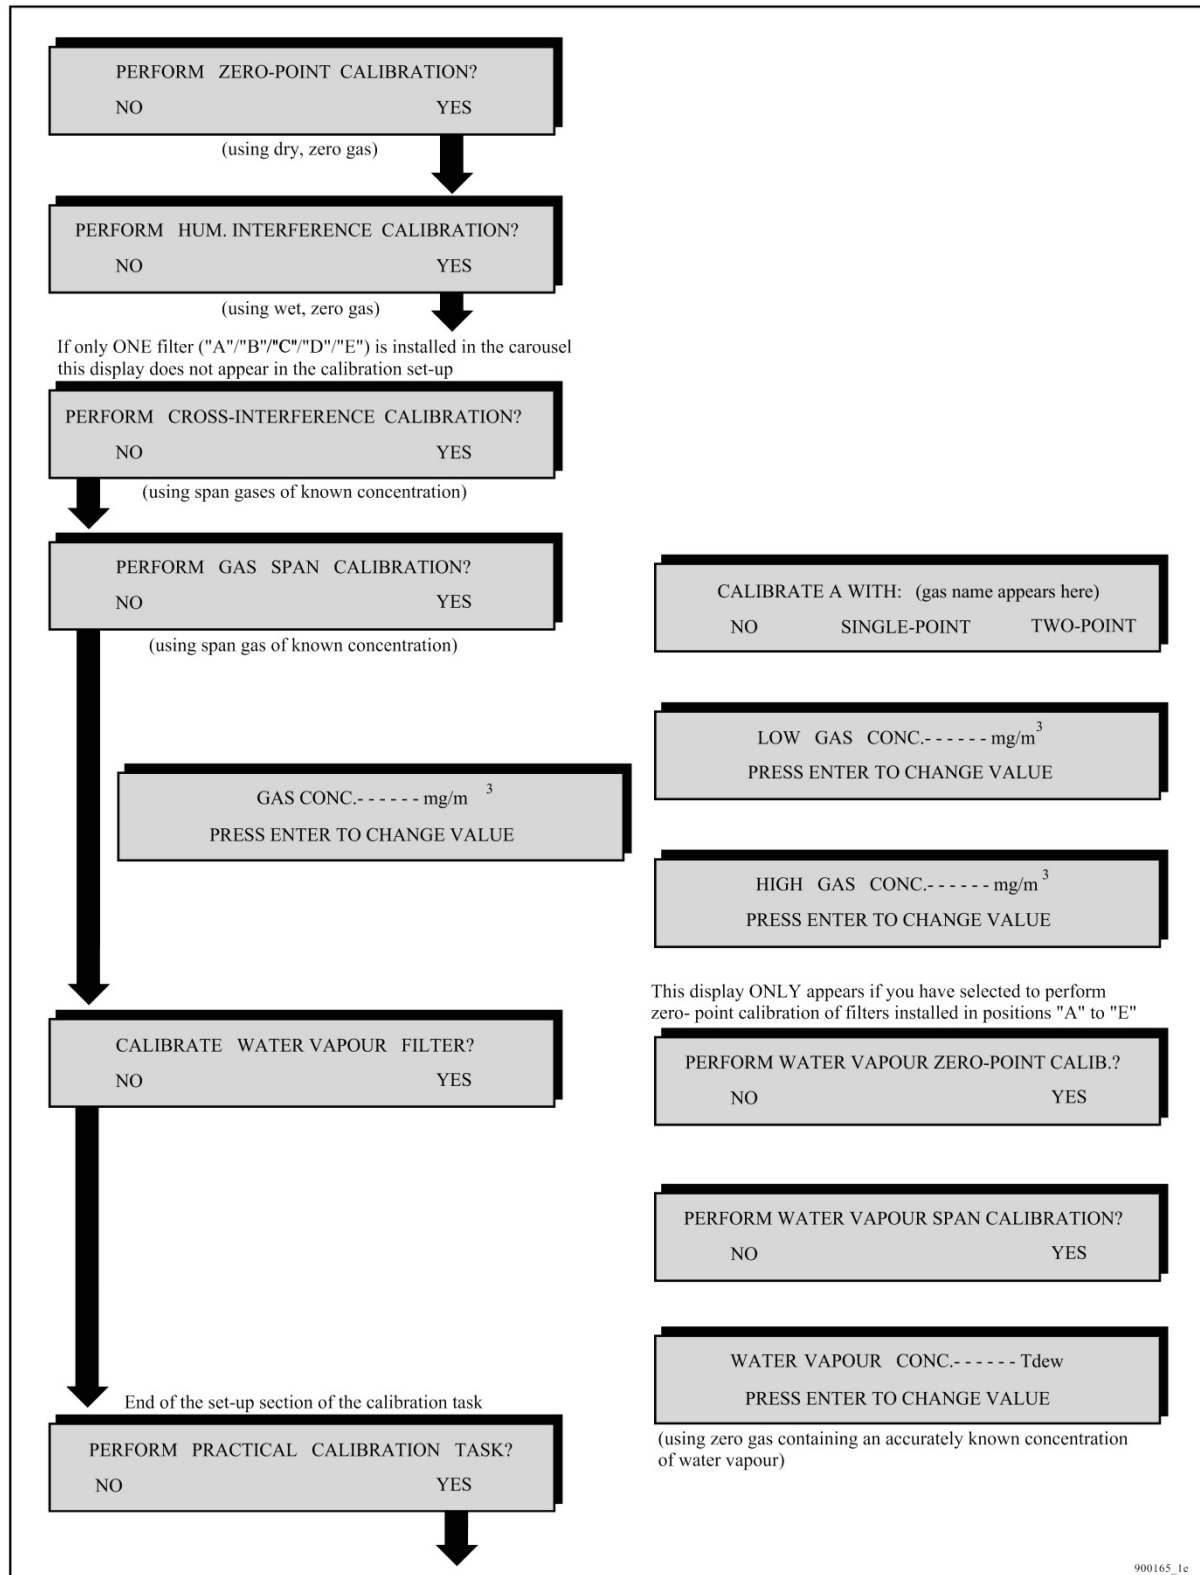 PERFORM ZERO-POINT CALIBRATION?
NO YES
(using dry, zero gas)
PERFORM HUM. INTERFERENCE CALIBRATION?
NO YES
(using wet, zero gas)
If only ONE filter ("A"/"B"/"C"/"D"/"E") is installed in the carousel
this display does not appear in the calibration set-up
PERFORM CROSS-INTERFERENCE CALIBRATION?
NO YES
(using span gases of known concentration)
PERFORM GAS SPAN CALIBRATION?
NO YES
(using span gas of known concentration)
CALIBRATE A WITH: (gas name appears here)
NO SINGLE-POINT TWO-POINT
LOW GAS CONC.- - - - - - mg/m 3
PRESS ENTER TO CHANGE VALUE
GAS CONC.- - - - - - mg/m 3
PRESS ENTER TO CHANGE VALUE
HIGH GAS CONC.- - - - - - mg/m 3
PRESS ENTER TO CHANGE VALUE
This display ONLY appears if you have selected to perform
zero- point calibration of filters installed in positions "A" to "E"
CALIBRATE WATER VAPOUR FILTER?
NO YES
PERFORM WATER VAPOUR ZERO-POINT CALIB.?
NO YES
PERFORM WATER VAPOUR SPAN CALIBRATION?
NO YES
WATER VAPOUR CONC.- - - - - - Tdew
PRESS ENTER TO CHANGE VALUE
(using zero gas containing an accurately known concentration
of water vapour)
End of the set-up section of the calibration task
PERFORM PRACTICAL CALIBRATION TASK?
NO YES
900165_1e